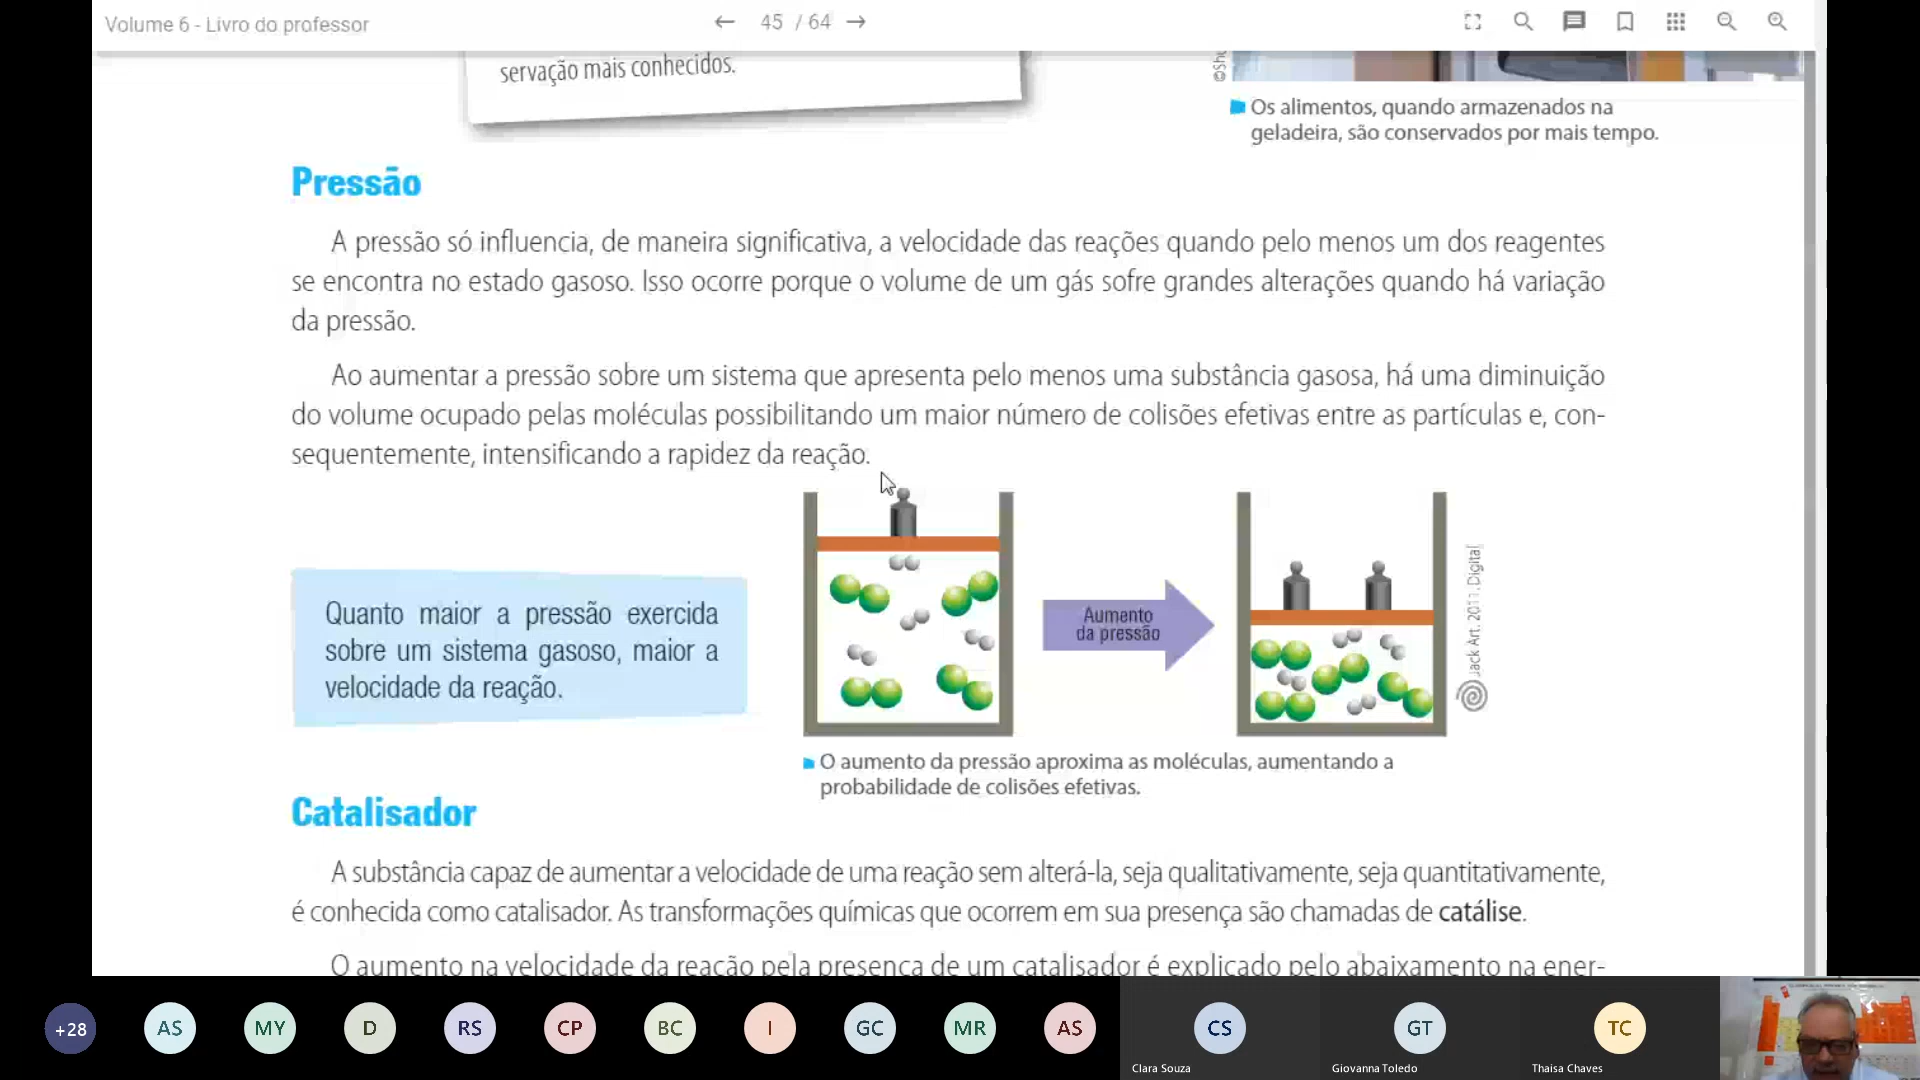 Volume 6 - Livro do professor
45 / 64
servação mais conhecidos.
Os alimentos, quando armazenados na
geladeira, são conservados por mais tempo.
Pressão
A pressão só influencia, de maneira significativa, a velocidade das reações quando pelo menos um dos reagentes
se encontra no estado gasoso. Isso ocorre porque o volume de um gás sofre grandes alterações quando há variação
da pressão.
Ao aumentar a pressão sobre um sistema que apresenta pelo menos uma substância gasosa, há uma diminuição
do volume ocupado pelas moléculas possibilitando um maior número de colisões efetivas entre as partículas e, con-
sequentemente, intensificando a rapidez da reação.
Quanto maior a pressão exercida
sobre um sistema gasoso, maior a
velocidade da reação.
Aumento
da pressão
Jack Art. 2011. Digital
O aumento da pressão aproxima as moléculas, aumentando a
probabilidade de colisões efetivas.
Catalisador
A substância capaz de aumentar a velocidade de uma reação sem alterá-la, seja qualitativamente, seja quantitativamente,
é conhecida como catalisador. As transformações químicas que ocorrem em sua presença são chamadas de catálise.
O aumento na velocidade da reação pela presença de um catalisador é explicado pelo abaixamento na ener-
+28
AS
MY
D
RS
CP
BC
I
GC
MR
AS
CS
GT
TC
Clara Souza
Giovanna Toledo
Thaisa Chaves